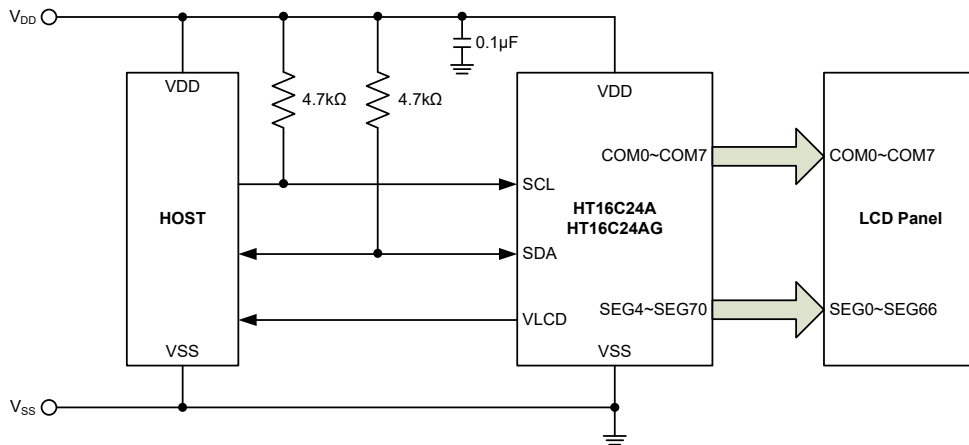 VDD
0.1μF
VDD
4.7kΩ
4.7kΩ
VDD
COM0~COM7
COM0~COM7
SCL
HOST
HT16C24A
HT16C24AG
LCD Panel
SDA
SEG4~SEG70
SEG0~SEG66
VLCD
VSS
VSS
VSS